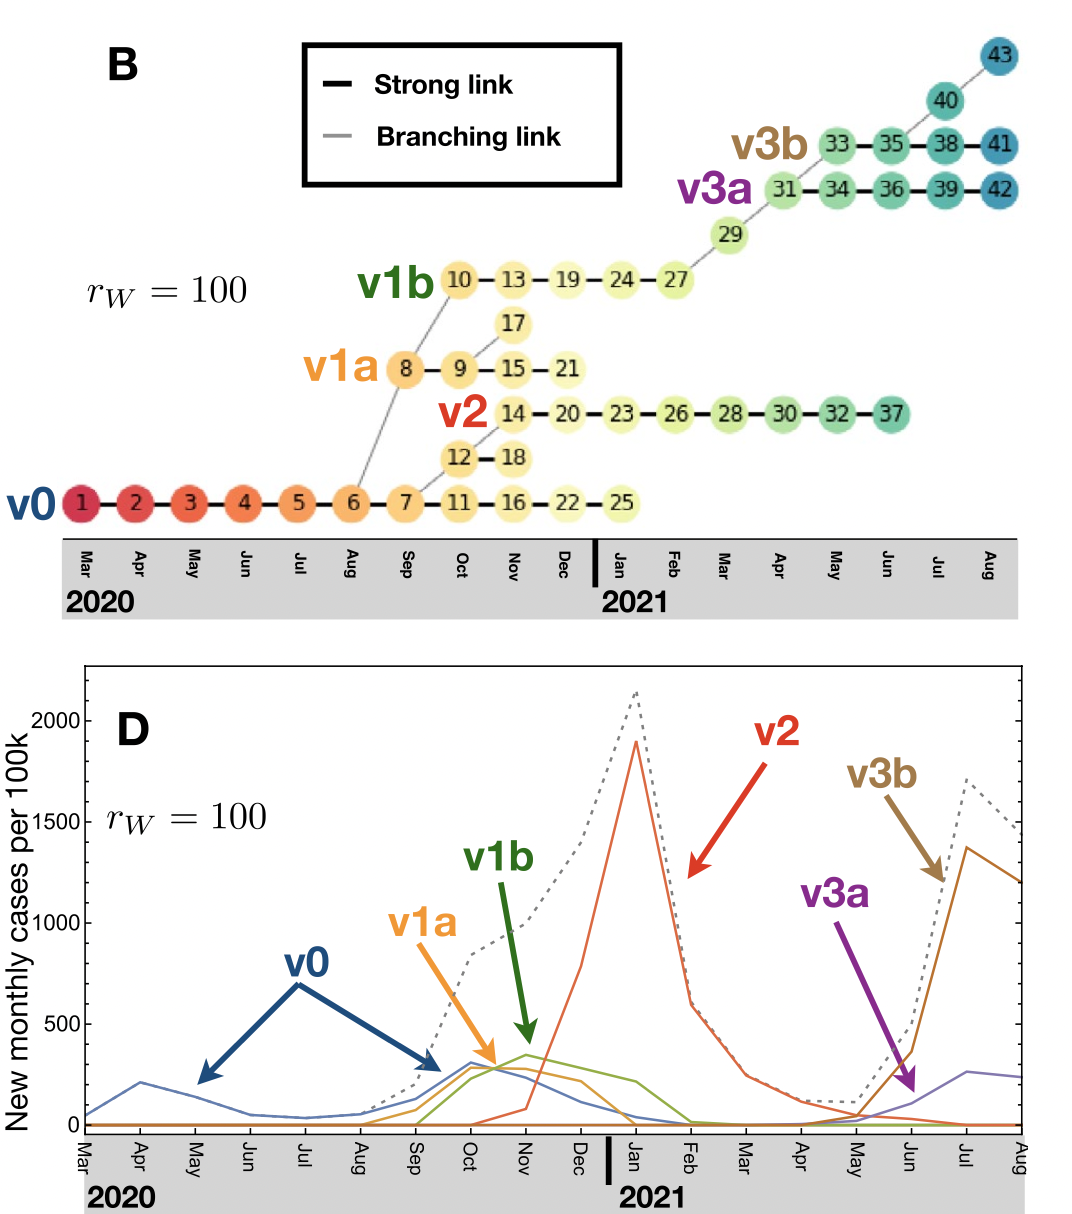 B
Strong link
Branching link
r_W = 100
43
40
v3b 33 35 38 41
v3a 31 34 36 39 42
29
v1b 10 13 19 24 27
17
v1a 8 9 15 21
v2 14 20 23 26 28 30 32 37
12 18
v0 1 2 3 4 5 6 7 11 16 22 25
Mar Apr May Jun Jul Aug Sep Oct Nov Dec Jan Feb Mar Apr May Jun Jul Aug
2020 2021
D
r_W = 100
New monthly cases per 100k
2000
1500
1000
500
0
v2
v3b
v1b
v3a
v1a
v0
Mar Apr May Jun Jul Aug Sep Oct Nov Dec Jan Feb Mar Apr May Jun Jul Aug
2020 2021